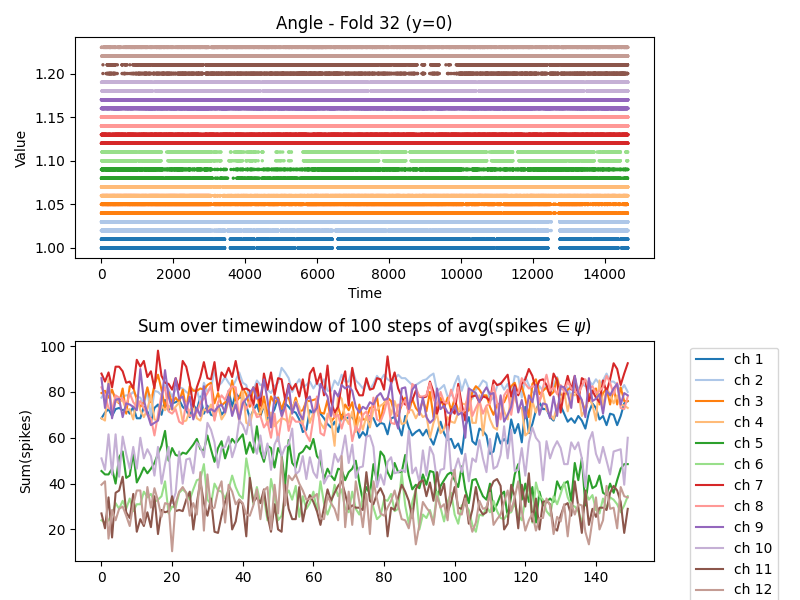 Angle - Fold 32 (y=0)
Value
1.20
1.15
1.10
1.05
1.00
0 2000 4000 6000 8000 10000 12000 14000
Time
Sum over timewindow of 100 steps of avg(spikes ∈ ψ)
Sum(spikes)
100
80
60
40
20
0 20 40 60 80 100 120 140
ch 1
ch 2
ch 3
ch 4
ch 5
ch 6
ch 7
ch 8
ch 9
ch 10
ch 11
ch 12